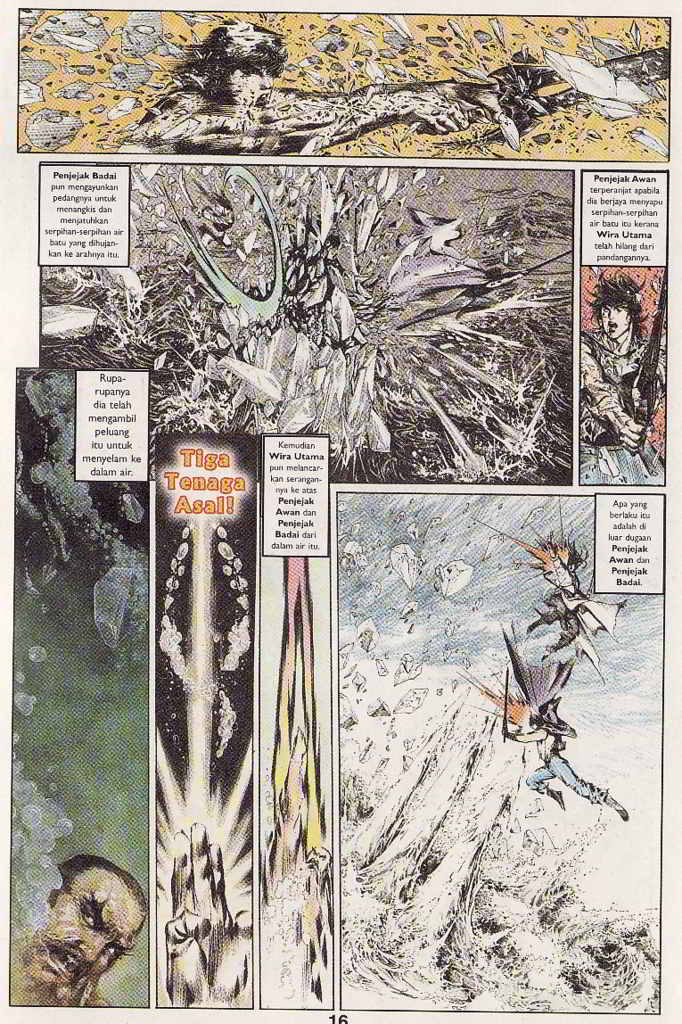 Penjejak Badai
pun mengayunkan
pedangnya untuk
menangkis dan
menjatuhkan
serpihan-serpihan air
batu yang dihujan-
kan ke arahnya itu.
Penjejak Awan
terperanjat apabila
dia berjaya menyapu
serpihan-serpihan
air batu itu kerana
Wira Utama
telah hilang dari
pandangannya.
Rupa-
rupanya
dia telah
mengambil
peluang
itu untuk
menyelam ke
dalam air.
Tiga
Tenaga
Asal!
Kemudian
Wira Utama
pun melancar-
kan serangan-
nya ke atas
Penjejak
Awan dan
Penjejak
Badai dari
dalam air itu.
Apa yang
berlaku itu
adalah di
luar dugaan
Penjejak
Awan dan
Penjejak
Badai.
16